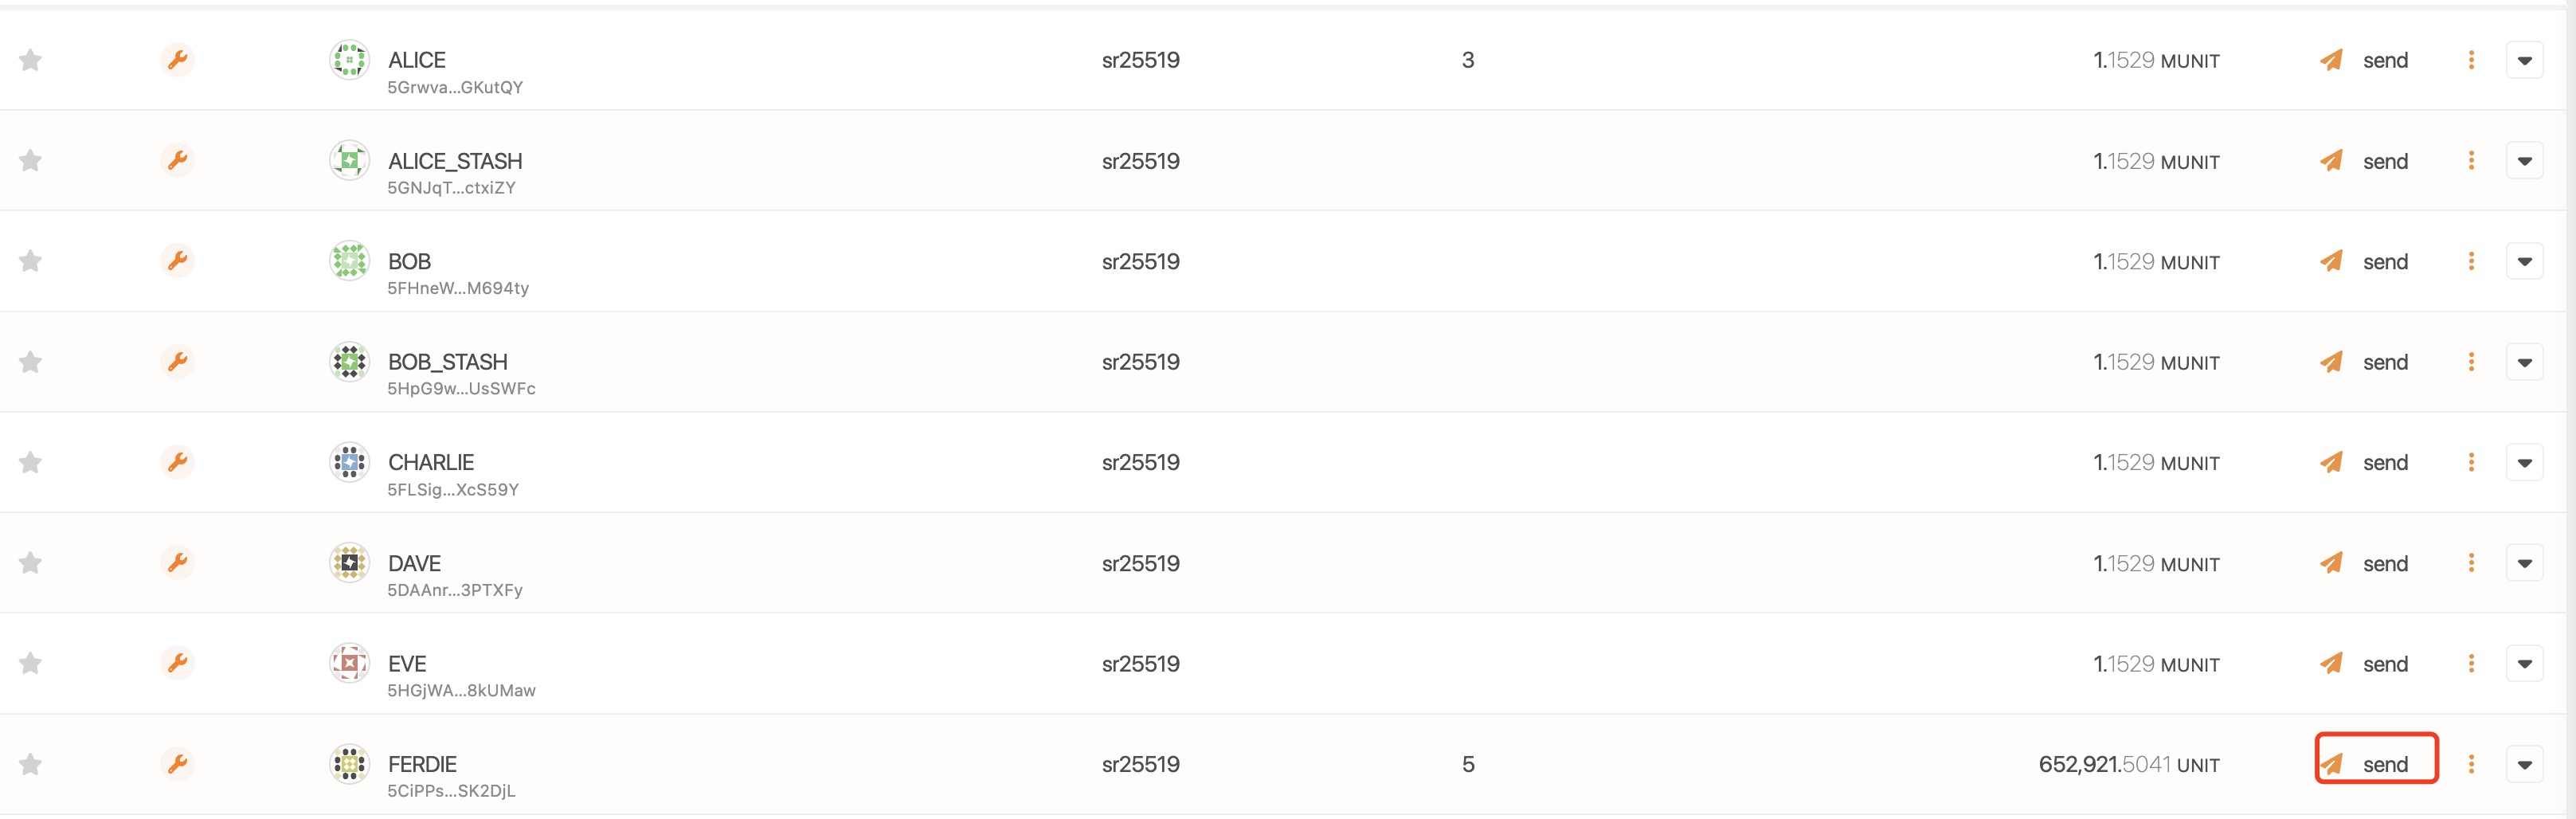 ALICE sr25519 3 1.1529 MUNIT send
5Grwva...GKutQY
ALICE_STASH sr25519 1.1529 MUNIT send
5GNJqT...ctxiZY
BOB sr25519 1.1529 MUNIT send
5FHneW...M694ty
BOB_STASH sr25519 1.1529 MUNIT send
5HpG9w...UsSWFc
CHARLIE sr25519 1.1529 MUNIT send
5FLSig...XcS59Y
DAVE sr25519 1.1529 MUNIT send
5DAAnr...3PTXFy
EVE sr25519 1.1529 MUNIT send
5HGjWA...8kUMaw
FERDIE sr25519 5 652,921.5041 UNIT send
5CiPPs...SK2DjL